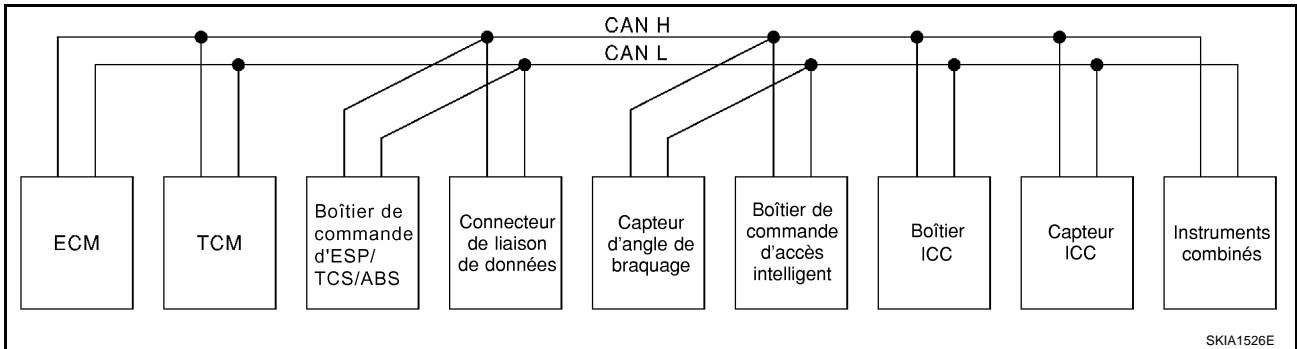 CAN H
CAN L
ECM
TCM
Boîtier de
commande
d'ESP/
TCS/ABS
Connecteur
de liaison
de données
Capteur
d'angle de
braquage
Boîtier de
commande
d'accès
intelligent
Boîtier
ICC
Capteur
ICC
Instruments
combinés
SKIA1526E